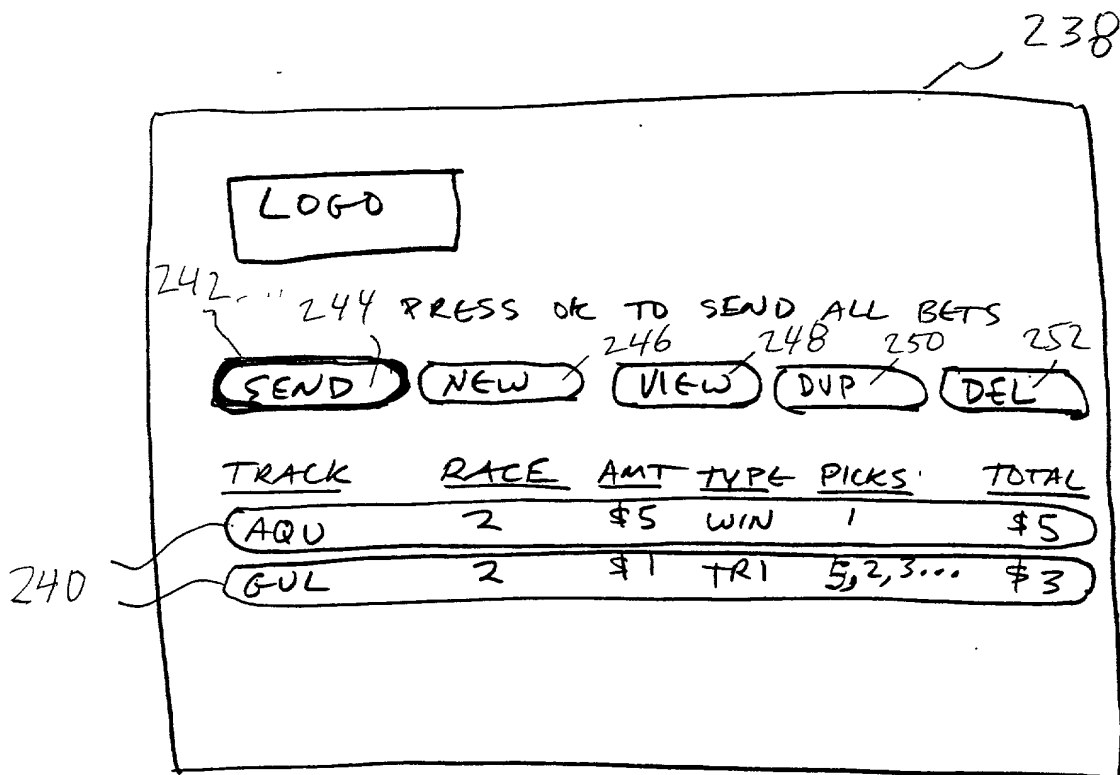 238
LOGO
242 244 PRESS OK TO SEND ALL BETS
246 248 250 252
SEND NEW VIEW DUP DEL
TRACK RACE AMT TYPE PICKS TOTAL
AQU 2 $5 WIN 1 $5
240
GUL 2 $1 TRI 5,2,3... $3